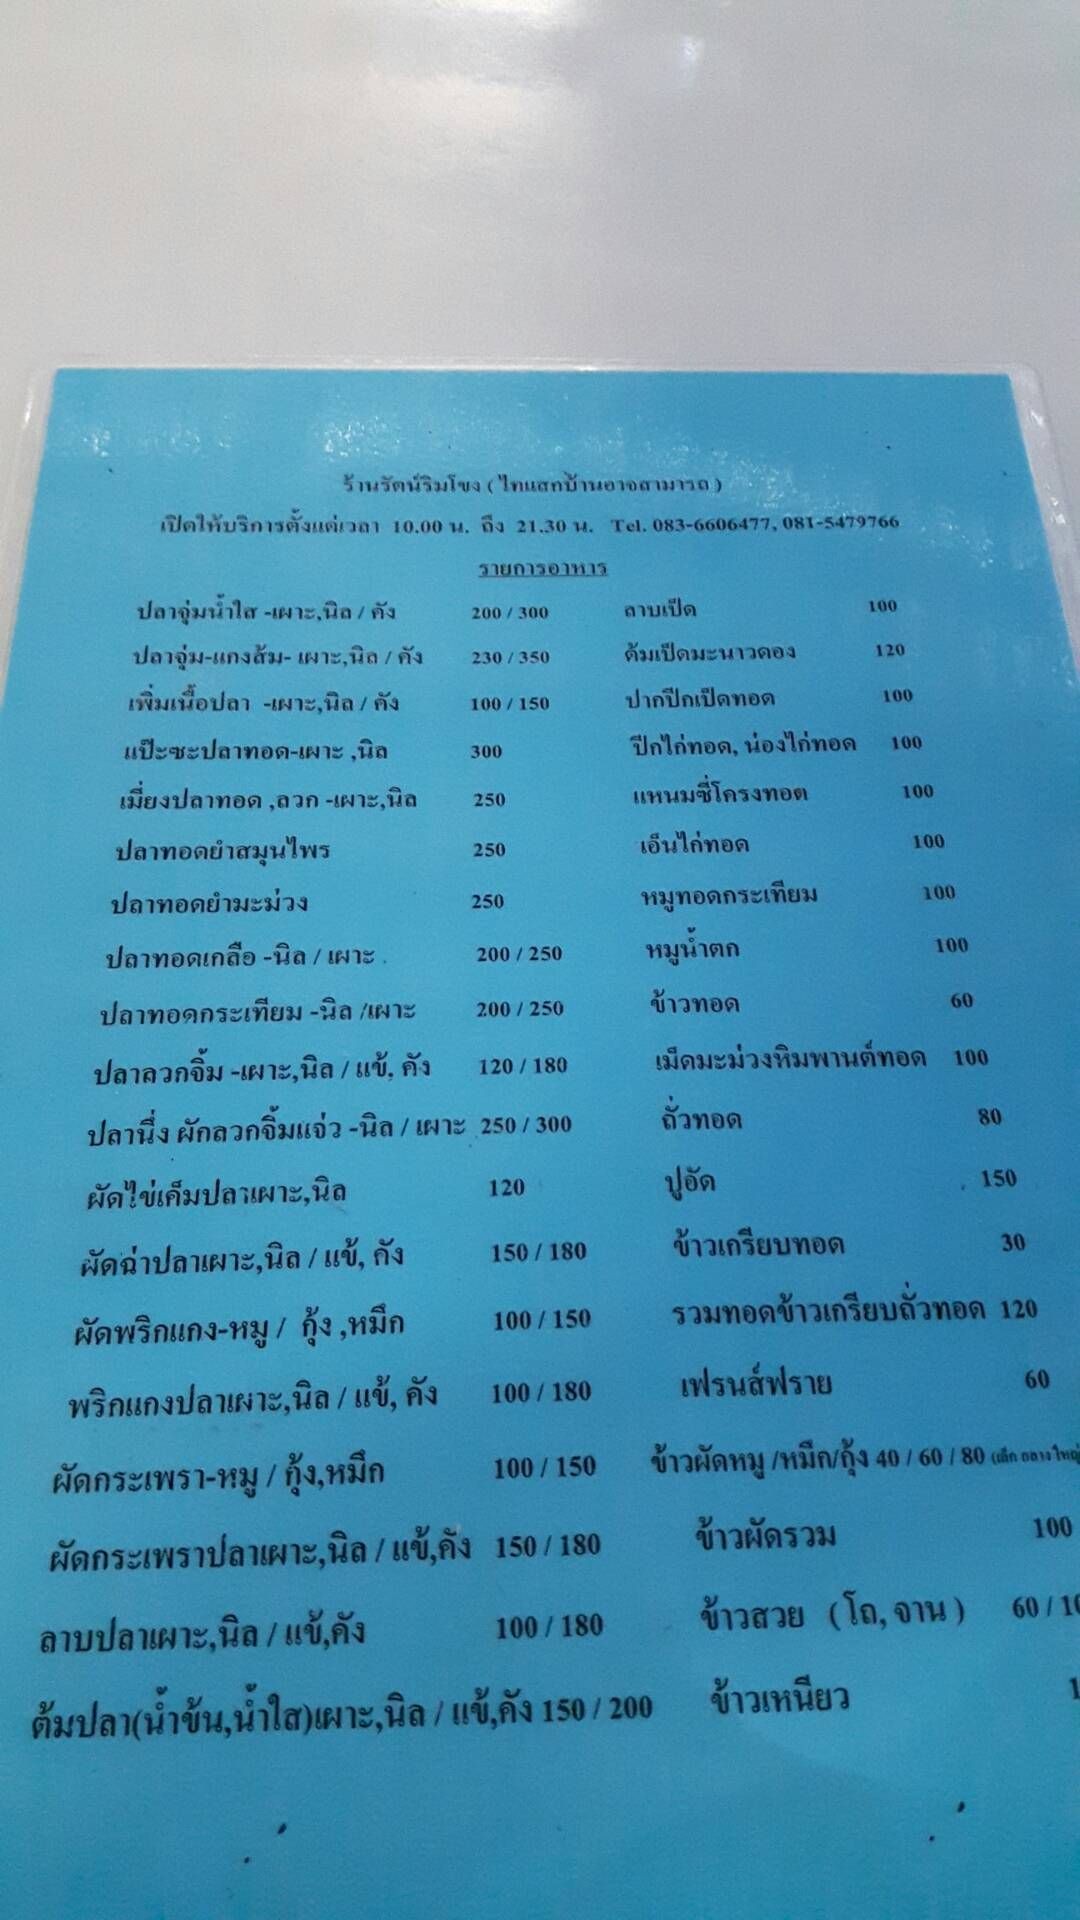 ร้านรัตน์ริมโขง ( ไทแสกบ้านอาจสามารถ )
เปิดให้บริการตั้งแต่เวลา 10.00 น. ถึง 21.30 น. Tel. 083-6606477, 081-5479766
รายการอาหาร
ปลาจุ่มน้ำใส -เผาะ,นิล / คัง 200 / 300 ลาบเป็ด 100
ปลาจุ่ม-แกงส้ม- เผาะ,นิล / คัง 230 / 350 ต้มเป็ดมะนาวดอง 120
เพิ่มเนื้อปลา -เผาะ,นิล / คัง 100 / 150 ปากปีกเป็ดทอด 100
แป๊ะซะปลาทอด-เผาะ ,นิล 300 ปีกไก่ทอด, น่องไก่ทอด 100
เมี่ยงปลาทอด ,ลวก -เผาะ,นิล 250 แหนมซี่โครงทอด 100
ปลาทอดยำสมุนไพร 250 เอ็นไก่ทอด 100
ปลาทอดยำมะม่วง 250 หมูทอดกระเทียม 100
ปลาทอดเกลือ -นิล / เผาะ 200 / 250 หมูน้ำตก 100
ปลาทอดกระเทียม -นิล /เผาะ 200 / 250 ข้าวทอด 60
ปลาลวกจิ้ม -เผาะ,นิล / แข้, คัง 120 / 180 เม็ดมะม่วงหิมพานต์ทอด 100
ปลานึ่ง ผักลวกจิ้มแจ่ว -นิล / เผาะ 250 / 300 ถั่วทอด 80
ผัดไข่เค็มปลาเผาะ,นิล 120 ปูอัด 150
ผัดฉ่าปลาเผาะ,นิล / แข้, คัง 150 / 180 ข้าวเกรียบทอด 30
ผัดพริกแกง-หมู / กุ้ง ,หมึก 100 / 150 รวมทอดข้าวเกรียบถั่วทอด 120
พริกแกงปลาเผาะ,นิล / แข้, คัง 100 / 180 เฟรนส์ฟราย 60
ผัดกระเพรา-หมู / กุ้ง,หมึก 100 / 150 ข้าวผัดหมู /หมึก/กุ้ง 40 / 60 / 80 (เล็ก กลาง ใหญ่
ผัดกระเพราปลาเผาะ,นิล / แข้,คัง 150 / 180 ข้าวผัดรวม 100
ลาบปลาเผาะ,นิล / แข้,คัง 100 / 180 ข้าวสวย ( โถ, จาน ) 60 / 10
ต้มปลา(น้ำข้น,น้ำใส)เผาะ,นิล / แข้,คัง 150 / 200 ข้าวเหนียว